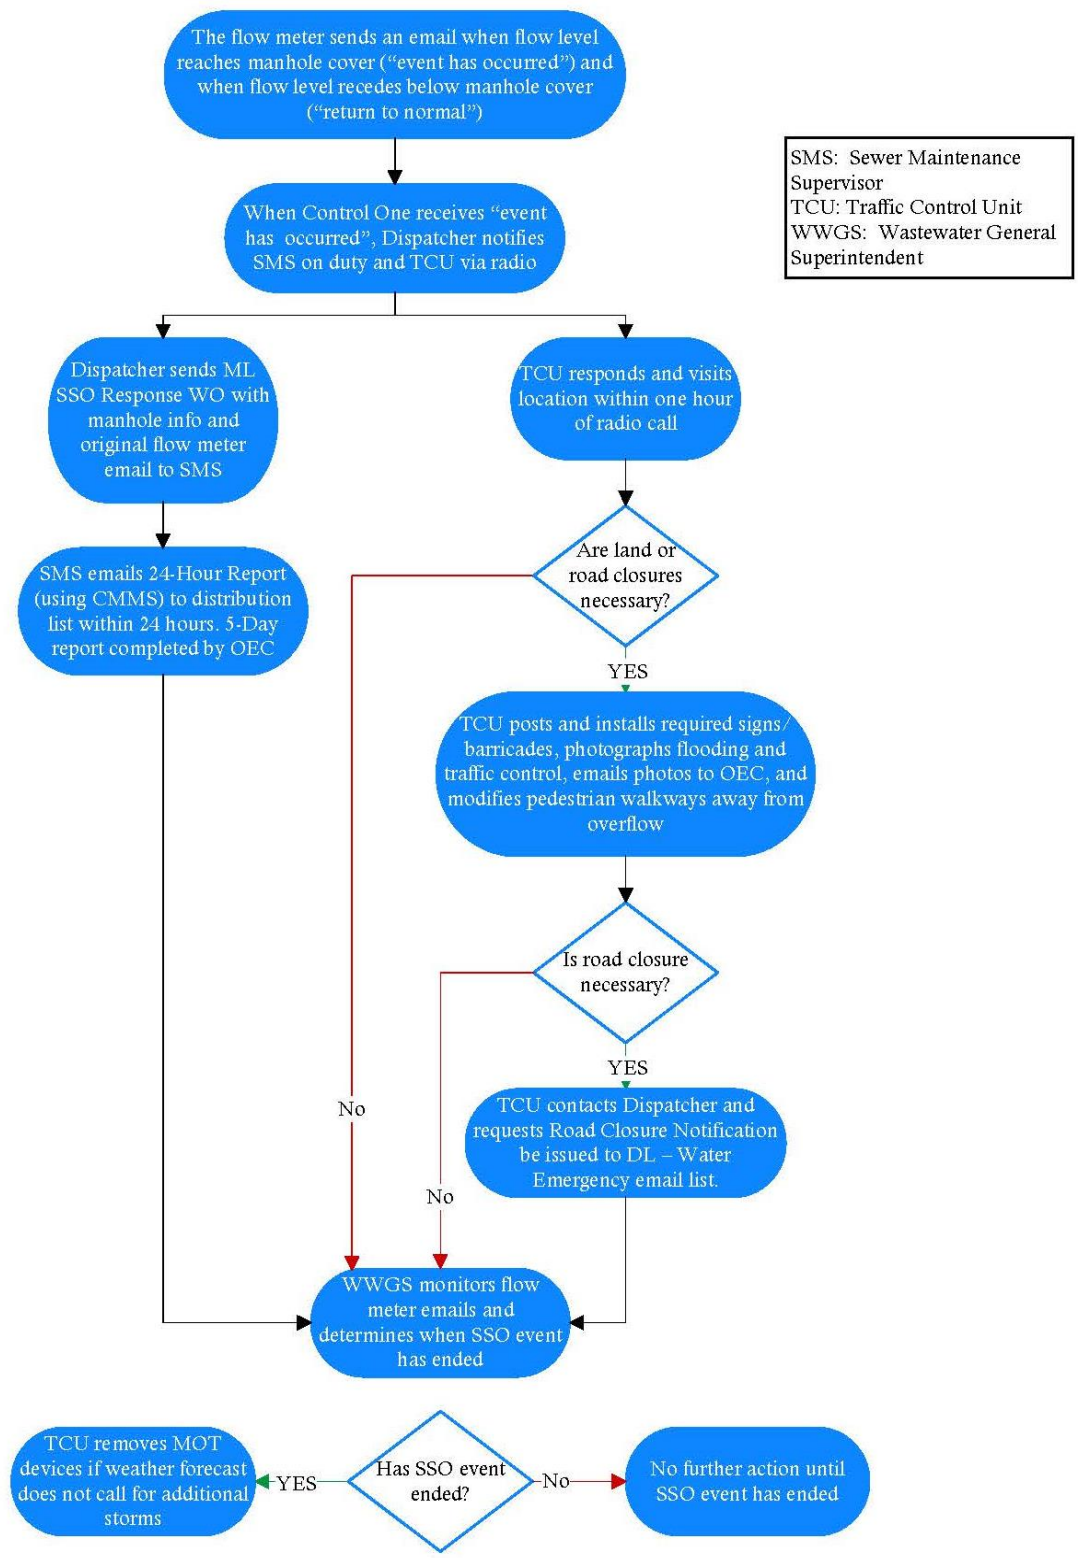 The flow meter sends an email when flow level
reaches manhole cover (“event has occurred”) and
when flow level recedes below manhole cover
(“return to normal”)
SMS:  Sewer Maintenance
Supervisor
TCU: Traffic Control Unit
WWGS:  Wastewater General
Superintendent
When Control One receives “event
has  occurred”, Dispatcher notifies
SMS on duty and TCU via radio
Dispatcher sends ML
SSO Response WO with
manhole info and
original flow meter
email to SMS
TCU responds and visits
location within one hour
of radio call
SMS emails 24-Hour Report
(using CMMS) to distribution
list within 24 hours. 5-Day
report completed by OEC
Are land or
road closures
necessary?
YES
TCU posts and installs required signs/
barricades, photographs flooding and
traffic control, emails photos to OEC, and
modifies pedestrian walkways away from
overflow
Is road closure
necessary?
YES
No
TCU contacts Dispatcher and
requests Road Closure Notification
be issued to DL – Water
Emergency email list.
No
WWGS monitors flow
meter emails and
determines when SSO event
has ended
TCU removes MOT
devices if weather forecast
does not call for additional
storms
YES
Has SSO event
ended?
No
No further action until
SSO event has ended